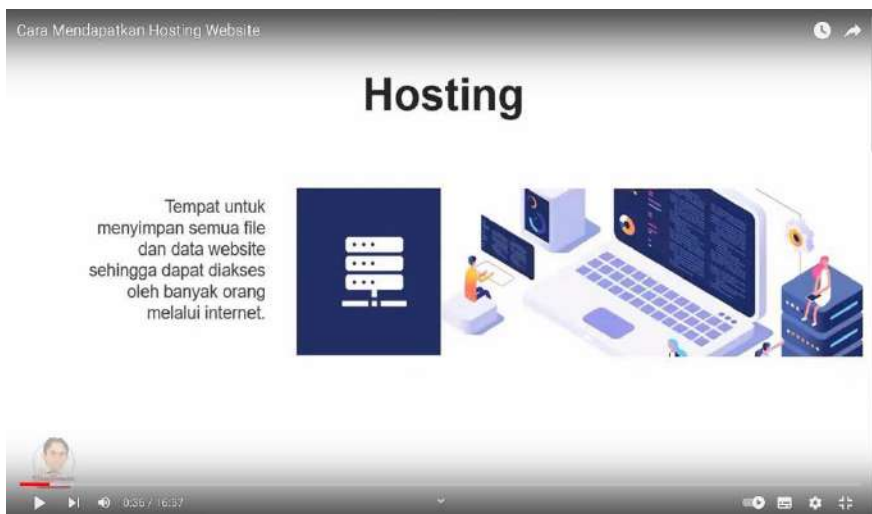 Cara Mendapatkan Hosting Website
Hosting
Tempat untuk
menyimpan semua file
dan data website
sehingga dapat diakses
oleh banyak orang
melalui internet.
0:36 / 16:37